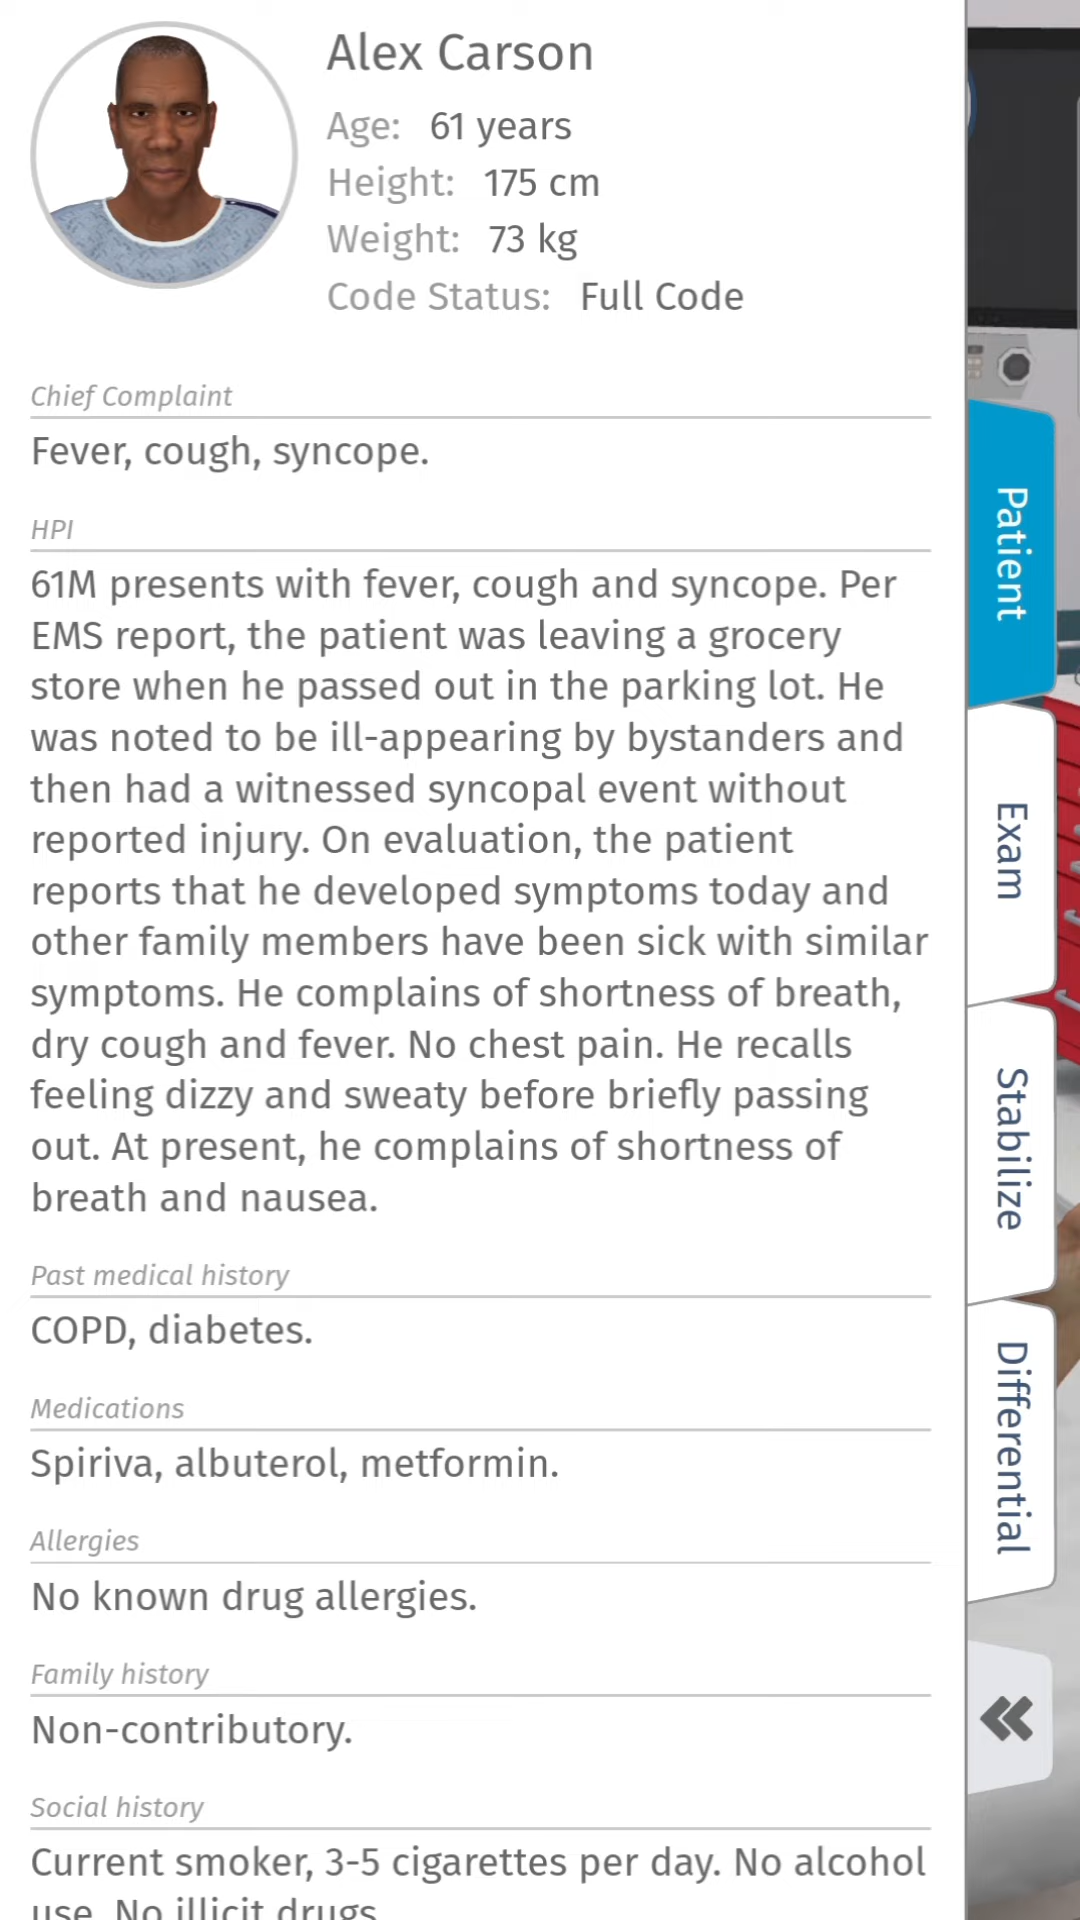 Alex Carson
Age: 61 years
Height: 175 cm
Weight: 73 kg
Code Status: Full Code
Chief Complaint
Fever, cough, syncope.
HPI
61M presents with fever, cough and syncope. Per
EMS report, the patient was leaving a grocery
store when he passed out in the parking lot. He
was noted to be ill-appearing by bystanders and
then had a witnessed syncopal event without
reported injury. On evaluation, the patient
reports that he developed symptoms today and
other family members have been sick with similar
symptoms. He complains of shortness of breath,
dry cough and fever. No chest pain. He recalls
feeling dizzy and sweaty before briefly passing
out. At present, he complains of shortness of
breath and nausea.
Past medical history
COPD, diabetes.
Medications
Spiriva, albuterol, metformin.
Allergies
No known drug allergies.
Family history
Non-contributory.
Social history
Current smoker, 3-5 cigarettes per day. No alcohol
use. No illicit drugs
Patient
Exam
Stabilize
Differential